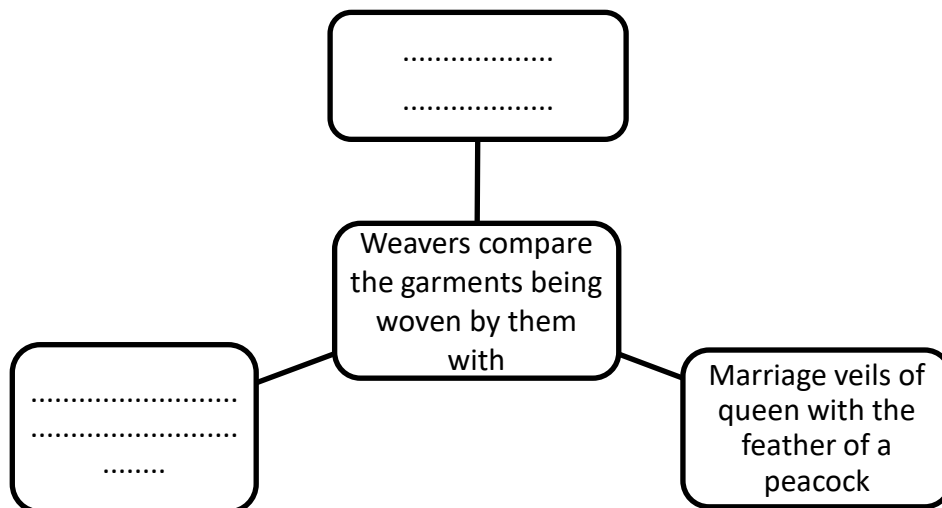 ...................
...................
Weavers compare
the garments being
woven by them
with
..........................
..........................
........
Marriage veils of
queen with the
feather of a
peacock